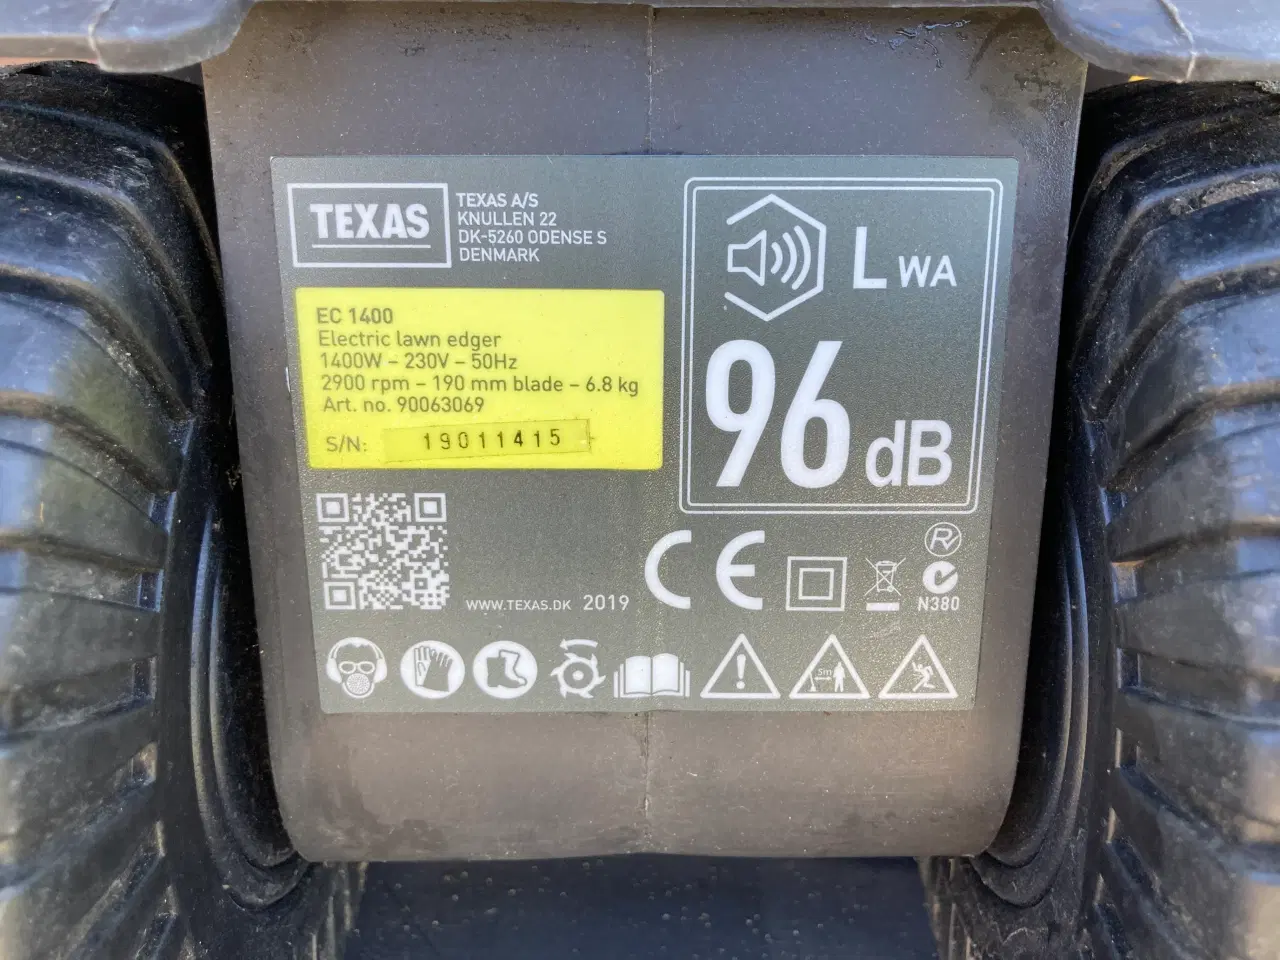 TEXAS
TEXAS A/S
KNULLEN 22
DK-5260 ODENSE S
DENMARK
EC 1400
Electric lawn edger
1400W – 230V – 50Hz
2900 rpm – 190 mm blade – 6.8 kg
Art. no. 90063069
S/N: 19011415
LWA
96 dB
WWW.TEXAS.DK 2019
CE
N380
5m